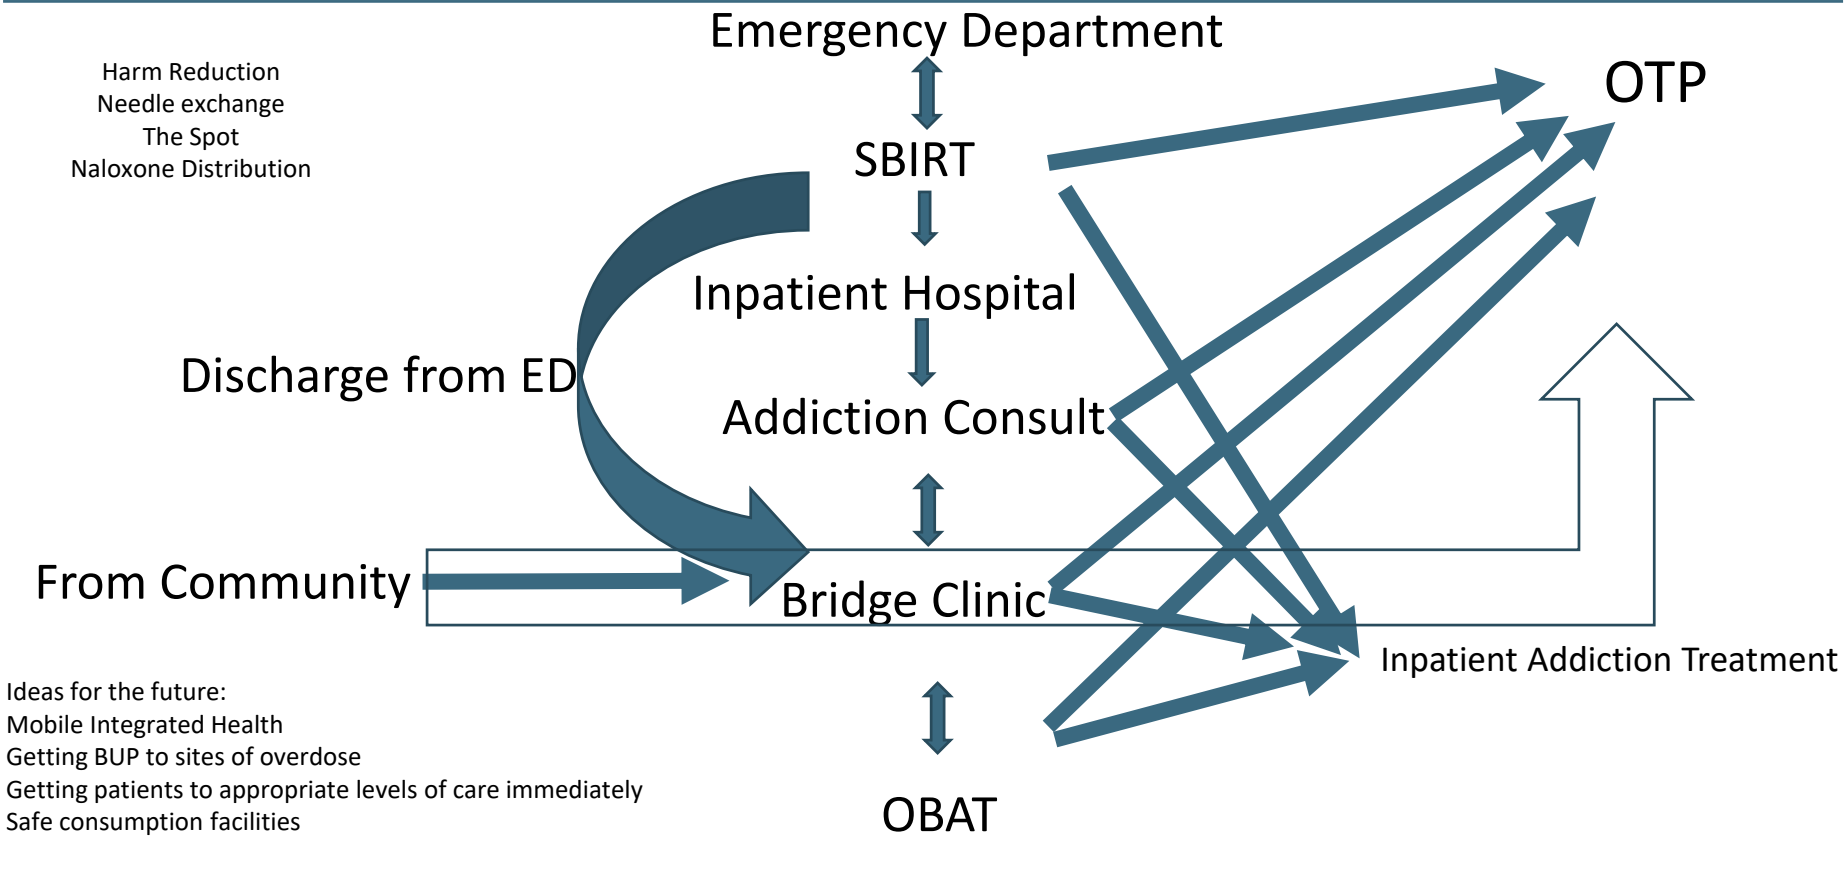 Emergency Department
Harm Reduction
Needle exchange
The Spot
Naloxone Distribution
OTP
SBIRT
Inpatient Hospital
Discharge from ED
Addiction Consult
From Community
Bridge Clinic
Inpatient Addiction Treatment
Ideas for the future:
Mobile Integrated Health
Getting BUP to sites of overdose
Getting patients to appropriate levels of care immediately
Safe consumption facilities
OBAT